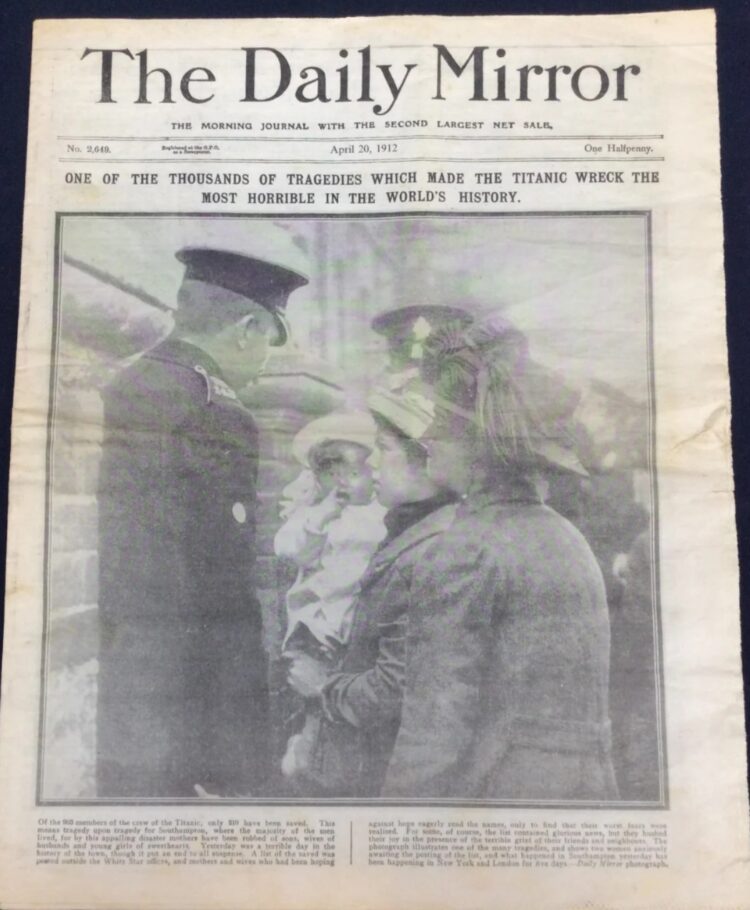 The Daily Mirror
THE MORNING JOURNAL WITH THE SECOND LARGEST NET SALE.
No. 2,649.
Registered at the G.P.O.
as a Newspaper.
April 20, 1912
One Halfpenny.
ONE OF THE THOUSANDS OF TRAGEDIES WHICH MADE THE TITANIC WRECK THE
MOST HORRIBLE IN THE WORLD'S HISTORY.
Of the 903 members of the crew of the Titanic, only 210 have been saved. This
means tragedy upon tragedy for Southampton, where the majority of the men
lived, for by this appalling disaster mothers have been robbed of sons, wives of
husbands and young girls of sweethearts. Yesterday was a terrible day in the
history of the town, though it put an end to all suspense. A list of the saved was
posted outside the White Star offices, and mothers and wives who had been hoping
against hope eagerly read the names, only to find that their worst fears were
realised. For some, of course, the list contained glorious news, but they hushed
their joy in the presence of the terrible grief of their friends and neighbours. The
photograph illustrates one of the many tragedies, and shows two women anxiously
awaiting the posting of the list, and what happened in Southampton yesterday has
been happening in New York and London for five days.—Daily Mirror photograph.